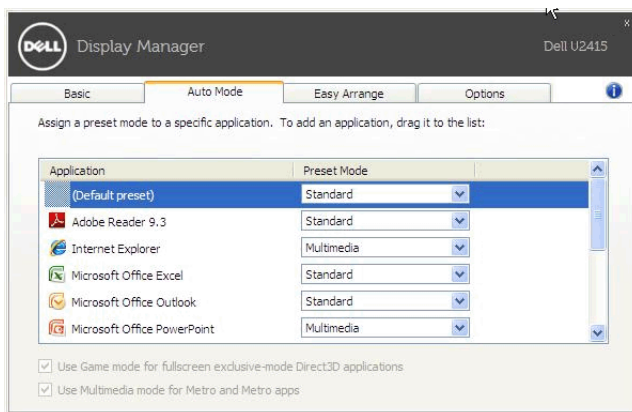 DELL Display Manager Dell U2415 x
Basic Auto Mode Easy Arrange Options i
Assign a preset mode to a specific application. To add an application, drag it to the list:
Application Preset Mode
(Default preset) Standard
Adobe Reader 9.3 Standard
Internet Explorer Multimedia
Microsoft Office Excel Standard
Microsoft Office Outlook Standard
Microsoft Office PowerPoint Multimedia
Use Game mode for fullscreen exclusive-mode Direct3D applications
Use Multimedia mode for Metro and Metro apps